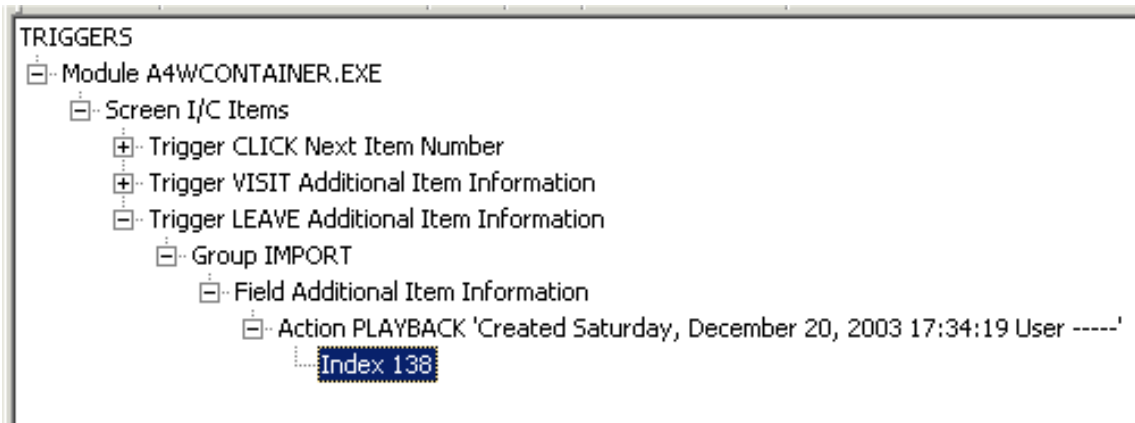 TRIGGERS
Module A4WCONTAINER.EXE
Screen I/C Items
Trigger CLICK Next Item Number
Trigger VISIT Additional Item Information
Trigger LEAVE Additional Item Information
Group IMPORT
Field Additional Item Information
Action PLAYBACK 'Created Saturday, December 20, 2003 17:34:19 User -----'
Index 138